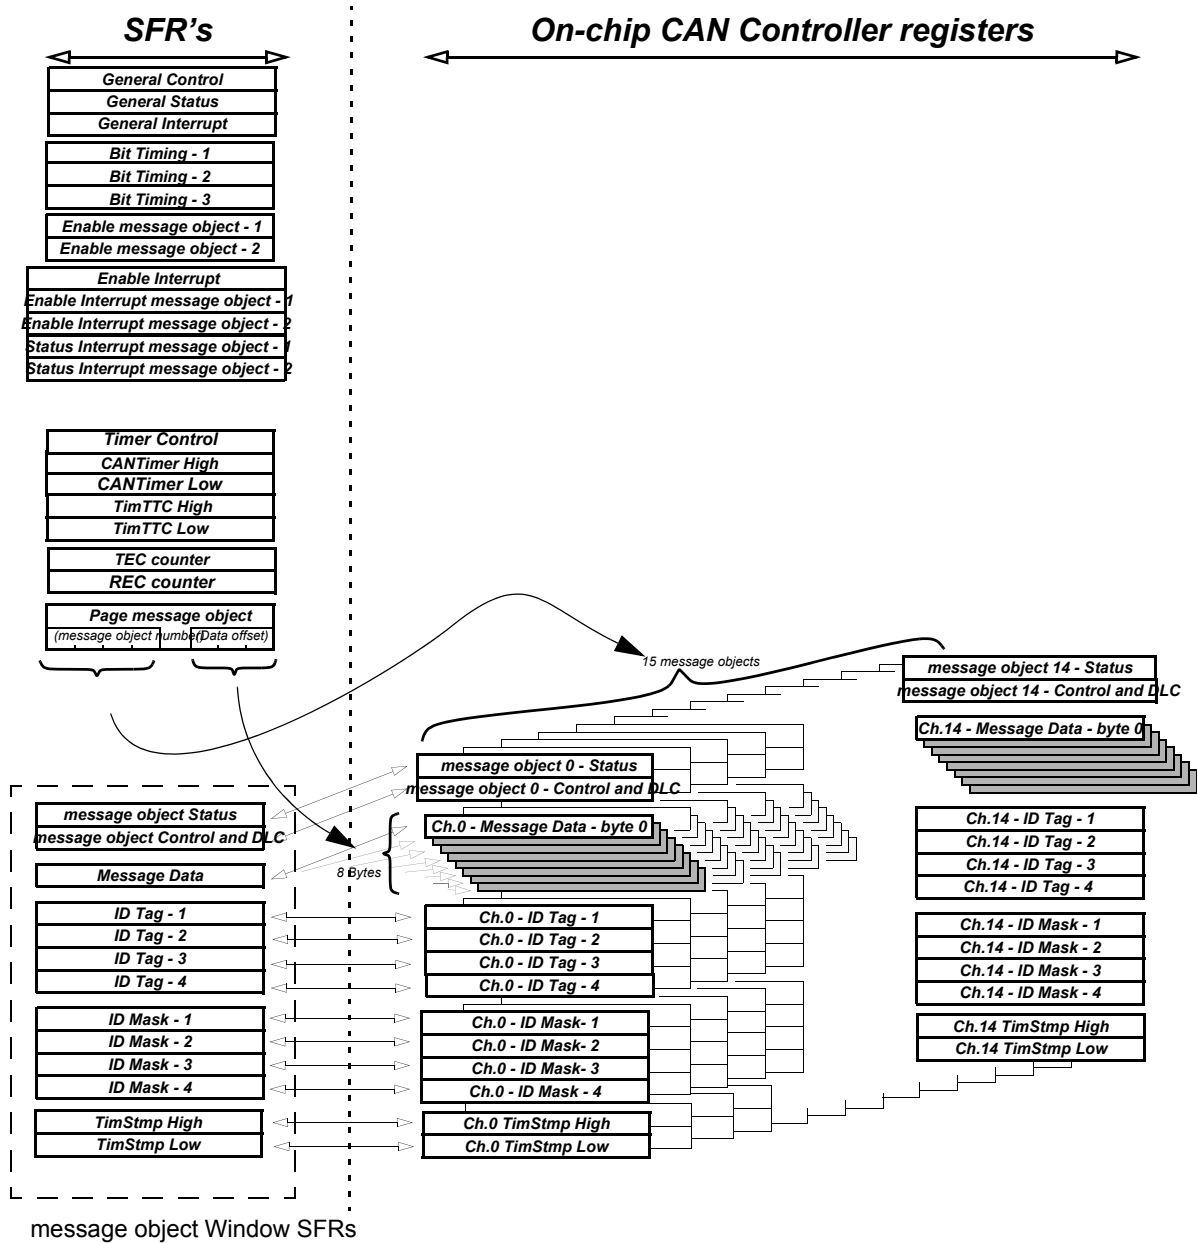 SFR's
On-chip CAN Controller registers
General Control
General Status
General Interrupt
Bit Timing - 1
Bit Timing - 2
Bit Timing - 3
Enable message object - 1
Enable message object - 2
Enable Interrupt
Enable Interrupt message object - 1
Enable Interrupt message object - 2
Status Interrupt message object - 1
Status Interrupt message object - 2
Timer Control
CANTimer High
CANTimer Low
TimTTC High
TimTTC Low
TEC counter
REC counter
Page message object
(message object number)
(Data offset)
15 message objects
message object 14 - Status
message object 14 - Control and DLC
Ch.14 - Message Data - byte 0
message object 0 - Status
message object 0 - Control and DLC
message object Status
message object Control and DLC
Ch.0 - Message Data - byte 0
8 Bytes
Message Data
Ch.14 - ID Tag - 1
Ch.14 - ID Tag - 2
Ch.14 - ID Tag - 3
Ch.14 - ID Tag - 4
ID Tag - 1
ID Tag - 2
ID Tag - 3
ID Tag - 4
Ch.0 - ID Tag - 1
Ch.0 - ID Tag - 2
Ch.0 - ID Tag - 3
Ch.0 - ID Tag - 4
Ch.14 - ID Mask - 1
Ch.14 - ID Mask - 2
Ch.14 - ID Mask - 3
Ch.14 - ID Mask - 4
ID Mask - 1
ID Mask - 2
ID Mask - 3
ID Mask - 4
Ch.0 - ID Mask- 1
Ch.0 - ID Mask- 2
Ch.0 - ID Mask- 3
Ch.0 - ID Mask - 4
Ch.14 TimStmp High
Ch.14 TimStmp Low
TimStmp High
TimStmp Low
Ch.0 TimStmp High
Ch.0 TimStmp Low
message object Window SFRs